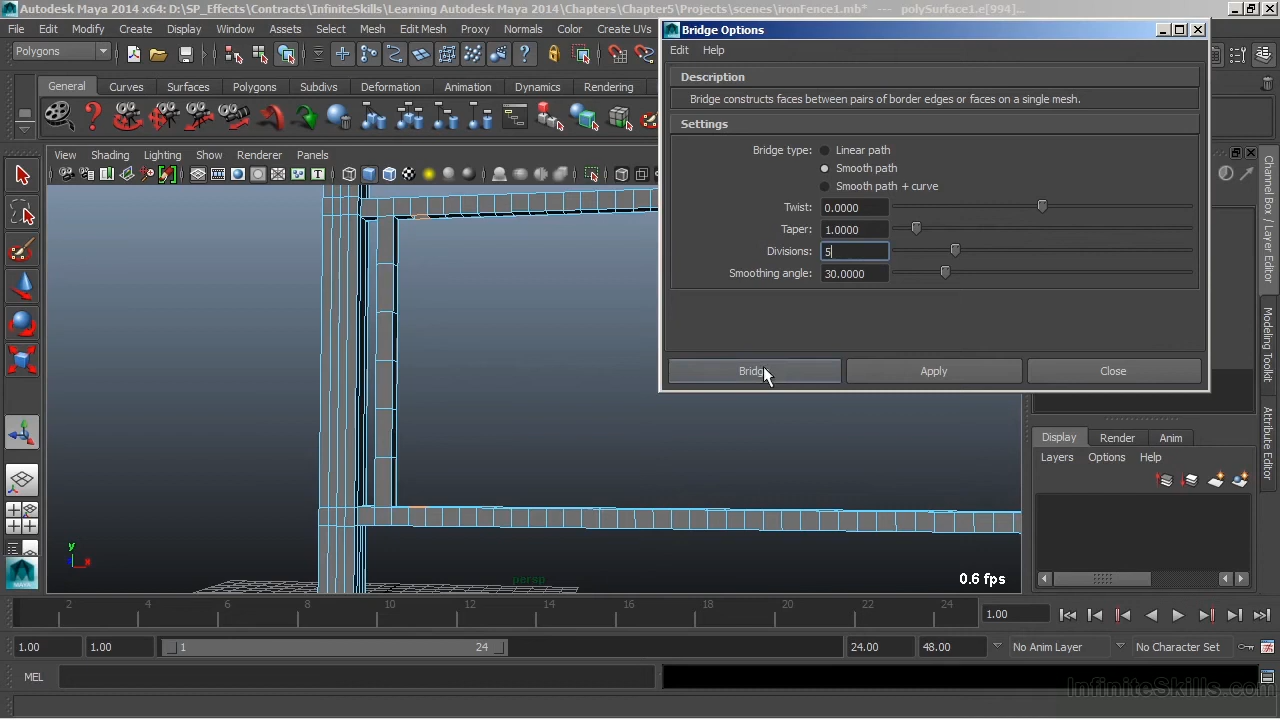 Autodesk Maya 2014 x64: D:\SP_Effects\Contracts\InfiniteSkills\Learning Autodesk Maya 2014\Chapters\Chapter5\Projects\scenes\ironFence1.mb* --- polySurface1.e[994]...
File Edit Modify Create Display Window Assets Select Mesh Edit Mesh Proxy Normals Color Create UVs
Polygons
General Curves Surfaces Polygons Subdivs Deformation Animation Dynamics Rendering
View Shading Lighting Show Renderer Panels
Bridge Options
Edit Help
Description
Bridge constructs faces between pairs of border edges or faces on a single mesh.
Settings
Bridge type: Linear path
Smooth path
Smooth path + curve
Twist: 0.0000
Taper: 1.0000
Divisions: 5
Smoothing angle: 30.0000
Bridge Apply Close
Channel Box / Layer Editor
Modeling Toolkit
Attribute Editor
Display Render Anim
Layers Options Help
y
x
persp
0.6 fps
2 4 6 8 10 12 14 16 18 20 22 24
1.00
1.00 1.00 1 24 24.00 48.00 No Anim Layer No Character Set
MEL
InfiniteSkills.com